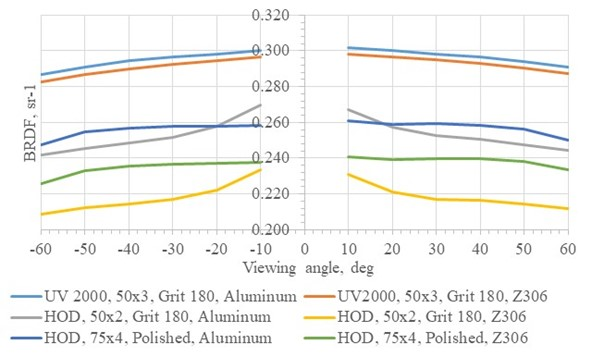 0.320
0.300
0.280
0.260
0.240
0.220
0.200
BRDF, sr-1
-60 -50 -40 -30 -20 -10 0 10 20 30 40 50 60
Viewing angle, deg
UV 2000, 50x3, Grit 180, Aluminum UV2000, 50x3, Grit 180, Z306
HOD, 50x2, Grit 180, Aluminum HOD, 50x2, Grit 180, Z306
HOD, 75x4, Polished, Aluminum HOD, 75x4, Polished, Z306